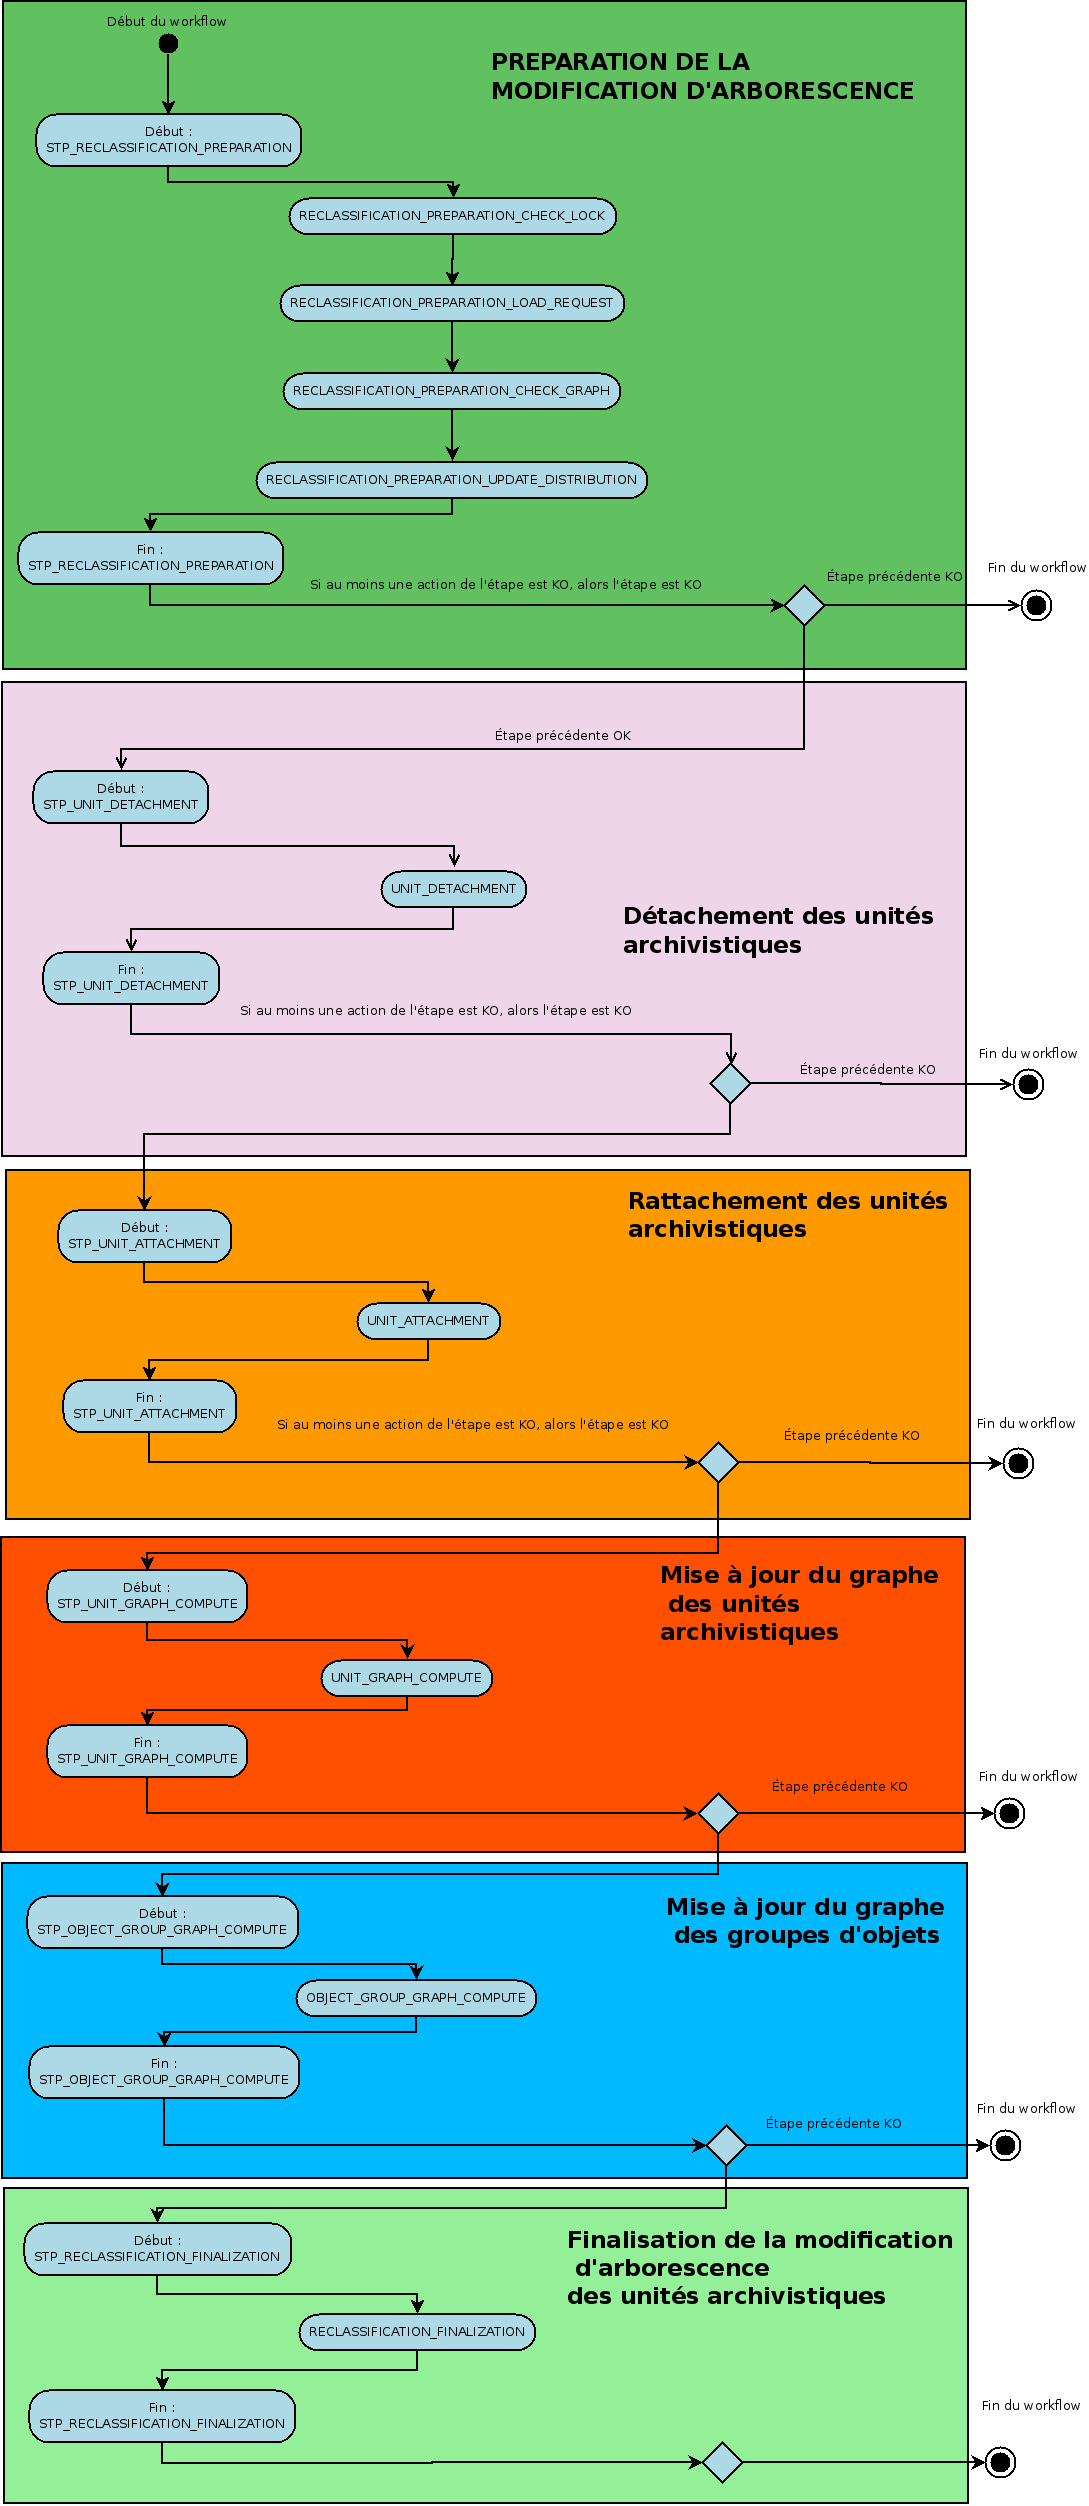 Début du workflow
PREPARATION DE LA
MODIFICATION D'ARBORESCENCE
Début :
STP_RECLASSIFICATION_PREPARATION
RECLASSIFICATION_PREPARATION_CHECK_LOCK
RECLASSIFICATION_PREPARATION_LOAD_REQUEST
RECLASSIFICATION_PREPARATION_CHECK_GRAPH
RECLASSIFICATION_PREPARATION_UPDATE_DISTRIBUTION
Fin :
STP_RECLASSIFICATION_PREPARATION
Si au moins une action de l'étape est KO, alors l'étape est KO
Étape précédente KO
Fin du workflow
Étape précédente OK
Début :
STP_UNIT_DETACHMENT
UNIT_DETACHMENT
Détachement des unités
archivistiques
Fin :
STP_UNIT_DETACHMENT
Si au moins une action de l'étape est KO, alors l'étape est KO
Étape précédente KO
Fin du workflow
Rattachement des unités
archivistiques
Début :
STP_UNIT_ATTACHMENT
UNIT_ATTACHMENT
Fin :
STP_UNIT_ATTACHMENT
Si au moins une action de l'étape est KO, alors l'étape est KO
Étape précédente KO
Fin du workflow
Mise à jour du graphe
des unités
archivistiques
Début :
STP_UNIT_GRAPH_COMPUTE
UNIT_GRAPH_COMPUTE
Fin :
STP_UNIT_GRAPH_COMPUTE
Étape précédente KO
Fin du workflow
Mise à jour du graphe
des groupes d'objets
Début :
STP_OBJECT_GROUP_GRAPH_COMPUTE
OBJECT_GROUP_GRAPH_COMPUTE
Fin :
STP_OBJECT_GROUP_GRAPH_COMPUTE
Étape précédente KO
Fin du workflow
Finalisation de la modification
d'arborescence
des unités archivistiques
Début :
STP_RECLASSIFICATION_FINALIZATION
RECLASSIFICATION_FINALIZATION
Fin :
STP_RECLASSIFICATION_FINALIZATION
Fin du workflow